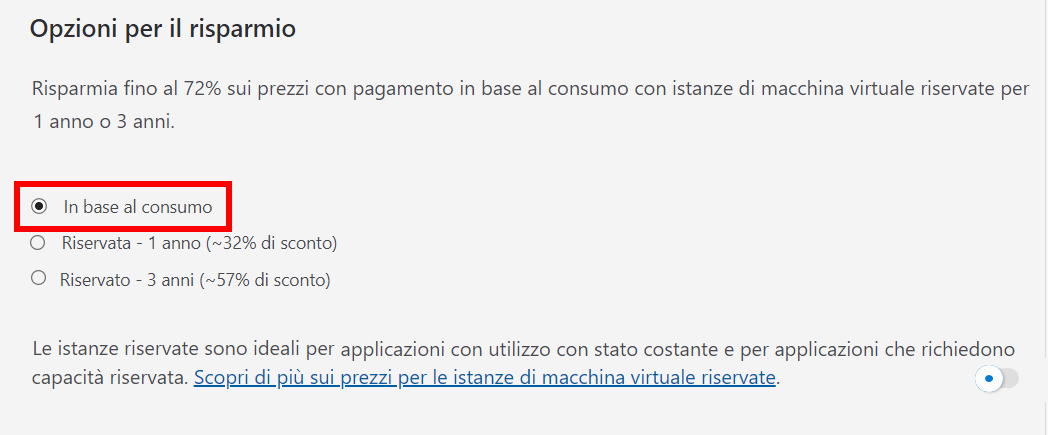 Opzioni per il risparmio
Risparmia fino al 72% sui prezzi con pagamento in base al consumo con istanze di macchina virtuale riservate per
1 anno o 3 anni.
In base al consumo
Riservata - 1 anno (~32% di sconto)
Riservato - 3 anni (~57% di sconto)
Le istanze riservate sono ideali per applicazioni con utilizzo con stato costante e per applicazioni che richiedono
capacità riservata. Scopri di più sui prezzi per le istanze di macchina virtuale riservate.